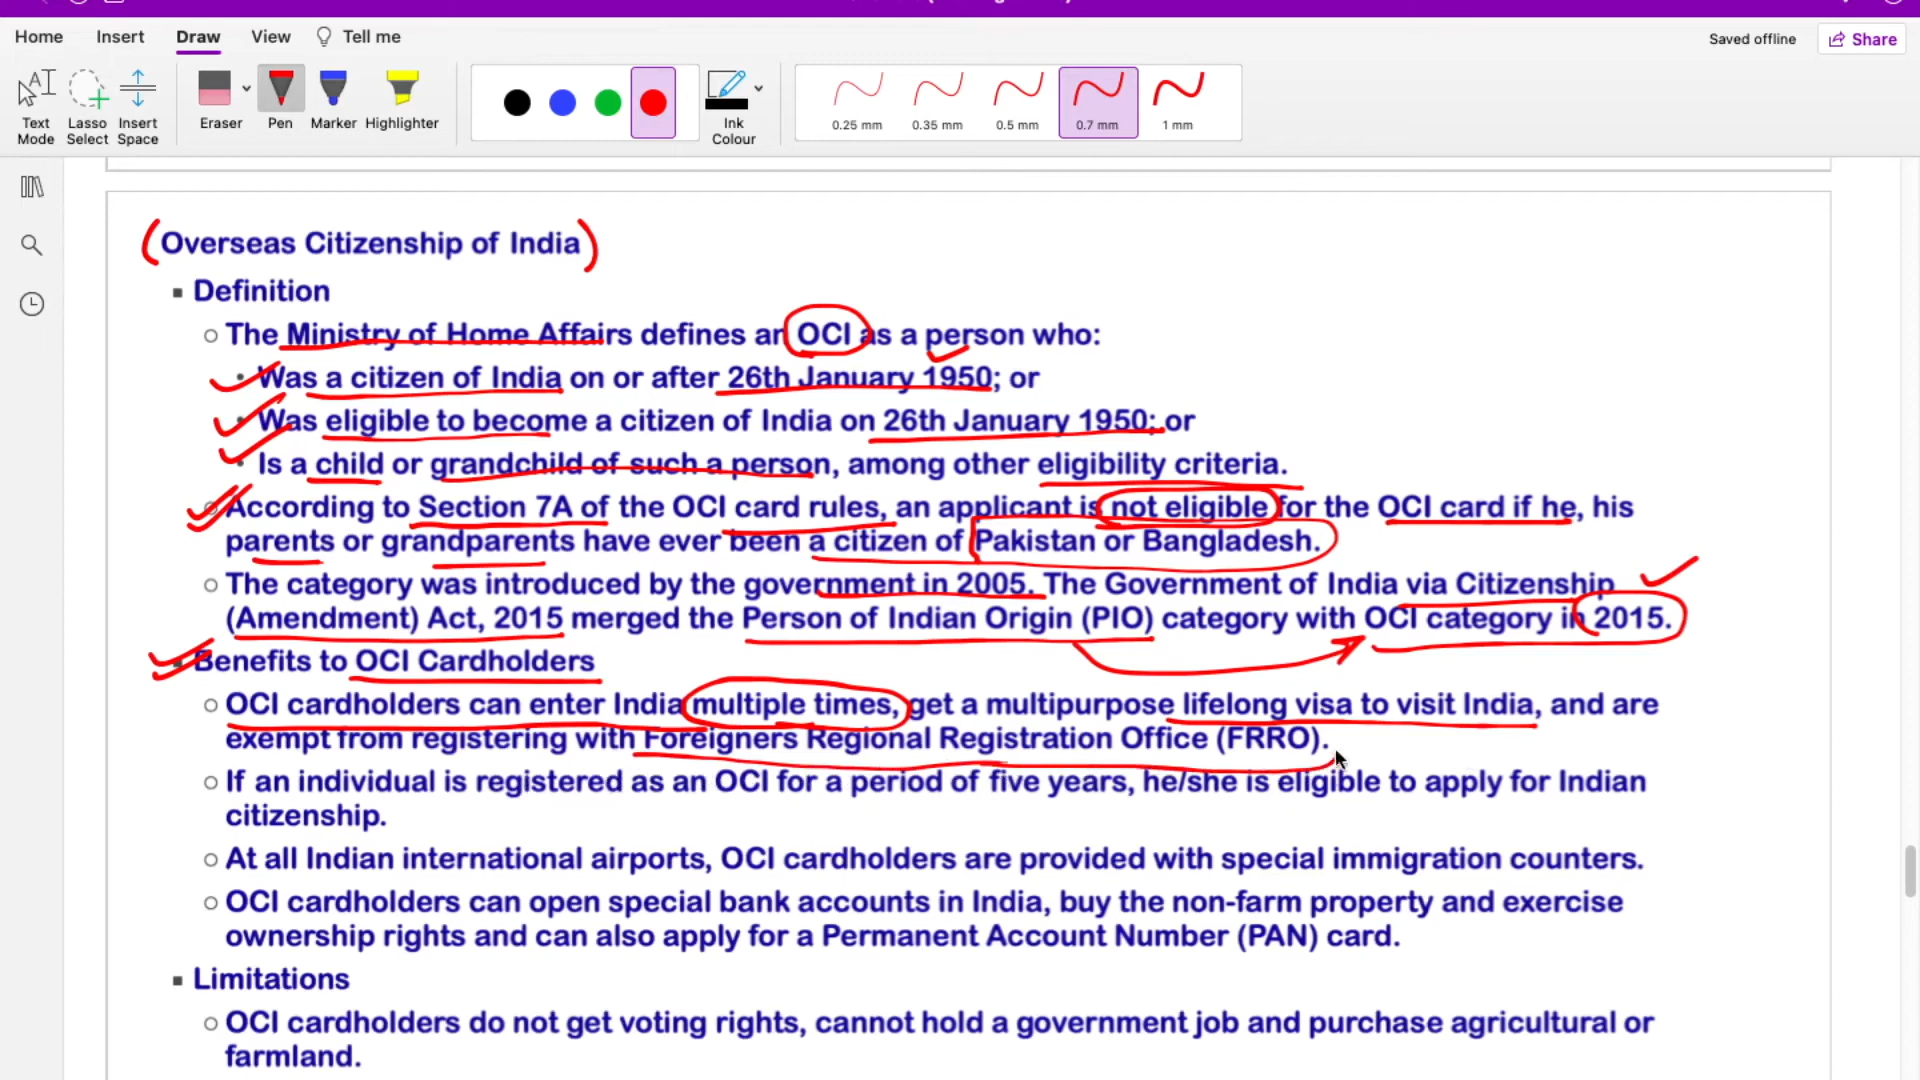 Home Insert Draw View Tell me
Saved offline Share
Text Mode
Lasso Select
Insert Space
Eraser
Pen
Marker
Highlighter
Ink Colour
0.25 mm
0.35 mm
0.5 mm
0.7 mm
1 mm
Overseas Citizenship of India
Definition
The Ministry of Home Affairs defines an OCI as a person who:
Was a citizen of India on or after 26th January 1950; or
Was eligible to become a citizen of India on 26th January 1950; or
Is a child or grandchild of such a person, among other eligibility criteria.
According to Section 7A of the OCI card rules, an applicant is not eligible for the OCI card if he, his
parents or grandparents have ever been a citizen of Pakistan or Bangladesh.
The category was introduced by the government in 2005. The Government of India via Citizenship
(Amendment) Act, 2015 merged the Person of Indian Origin (PIO) category with OCI category in 2015.
Benefits to OCI Cardholders
OCI cardholders can enter India multiple times, get a multipurpose lifelong visa to visit India, and are
exempt from registering with Foreigners Regional Registration Office (FRRO).
If an individual is registered as an OCI for a period of five years, he/she is eligible to apply for Indian
citizenship.
At all Indian international airports, OCI cardholders are provided with special immigration counters.
OCI cardholders can open special bank accounts in India, buy the non-farm property and exercise
ownership rights and can also apply for a Permanent Account Number (PAN) card.
Limitations
OCI cardholders do not get voting rights, cannot hold a government job and purchase agricultural or
farmland.